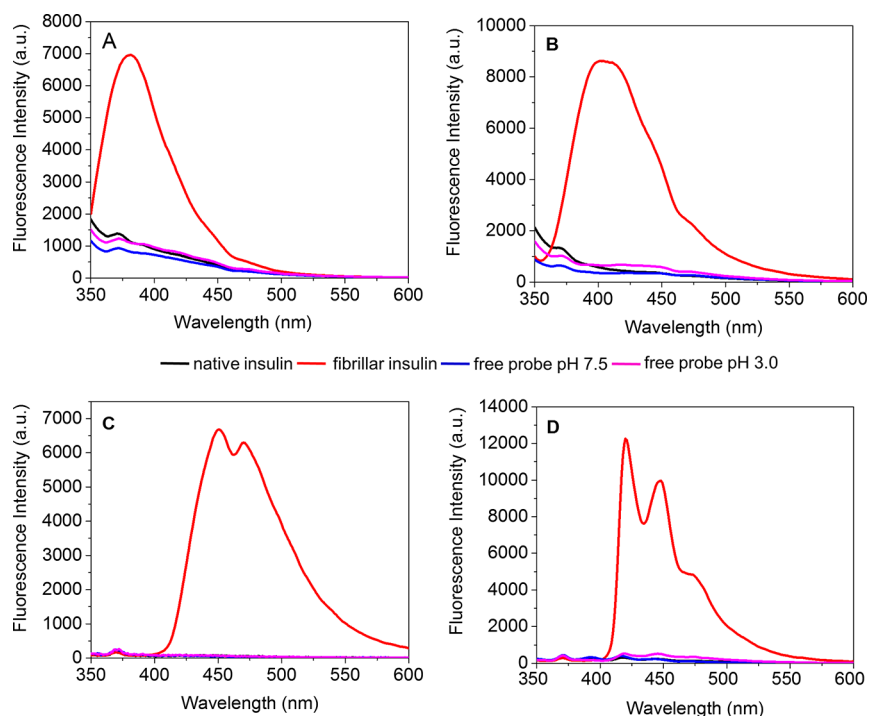 A
Fluorescence Intensity (a.u.)
8000
7000
6000
5000
4000
3000
2000
1000
0
350 400 450 500 550 600
Wavelength (nm)
B
Fluorescence Intensity (a.u.)
10000
8000
6000
4000
2000
0
350 400 450 500 550 600
Wavelength (nm)
native insulin fibrillar insulin free probe pH 7.5 free probe pH 3.0
C
Fluorescence Intensity (a.u.)
7000
6000
5000
4000
3000
2000
1000
0
350 400 450 500 550 600
Wavelength (nm)
D
Fluorescence Intensity (a.u.)
14000
12000
10000
8000
6000
4000
2000
0
350 400 450 500 550 600
Wavelength (nm)